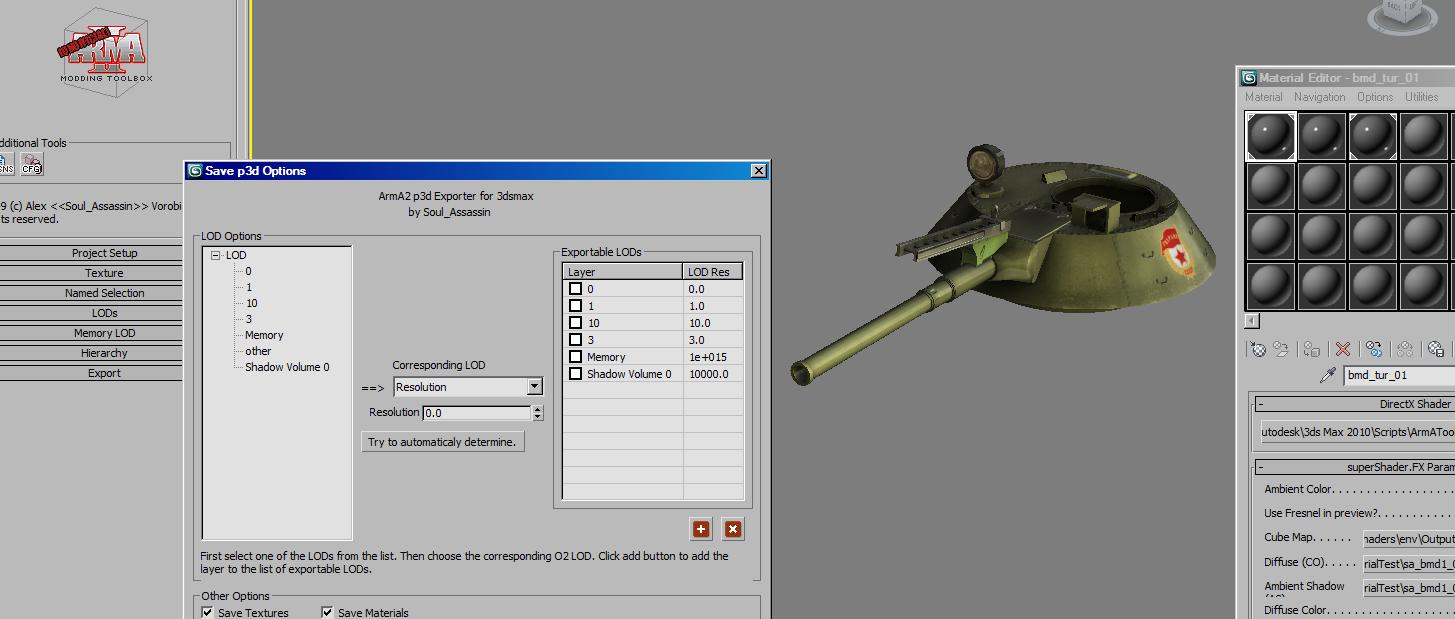 ARMA
II
MODDING TOOLBOX
dditional Tools
CFG
9 (c) Alex <<Soul_Assassin>> Vorobi
ts reserved.
Project Setup
Texture
Named Selection
LODs
Memory LOD
Hierarchy
Export
Save p3d Options
ArmA2 p3d Exporter for 3dsmax
by Soul_Assassin
LOD Options
LOD
0
1
10
3
Memory
other
Shadow Volume 0
Corresponding LOD
==> Resolution
Resolution 0.0
Try to automaticaly determine.
Exportable LODs
Layer LOD Res
0 0.0
1 1.0
10 10.0
3 3.0
Memory 1e+015
Shadow Volume 0 10000.0
First select one of the LODs from the list. Then choose the corresponding O2 LOD. Click add button to add the
layer to the list of exportable LODs.
Other Options
Save Textures Save Materials
BACK UP
Material Editor - bmd_tur_01
Material Navigation Options Utilities
bmd_tur_01
DirectX Shader
utodesk\3ds Max 2010\Scripts\ArmAToo
superShader.FX Param
Ambient Color. . . . . . . . . . . . . . . .
Use Fresnel in preview?. . . . . . . . . .
Cube Map. . . . . . haders\env\Output
Diffuse (CO). . . . . rialTest\sa_bmd1_0
Ambient Shadow rialTest\sa_bmd1_0
Diffuse Color. . . . . . . . . . . . . . . .